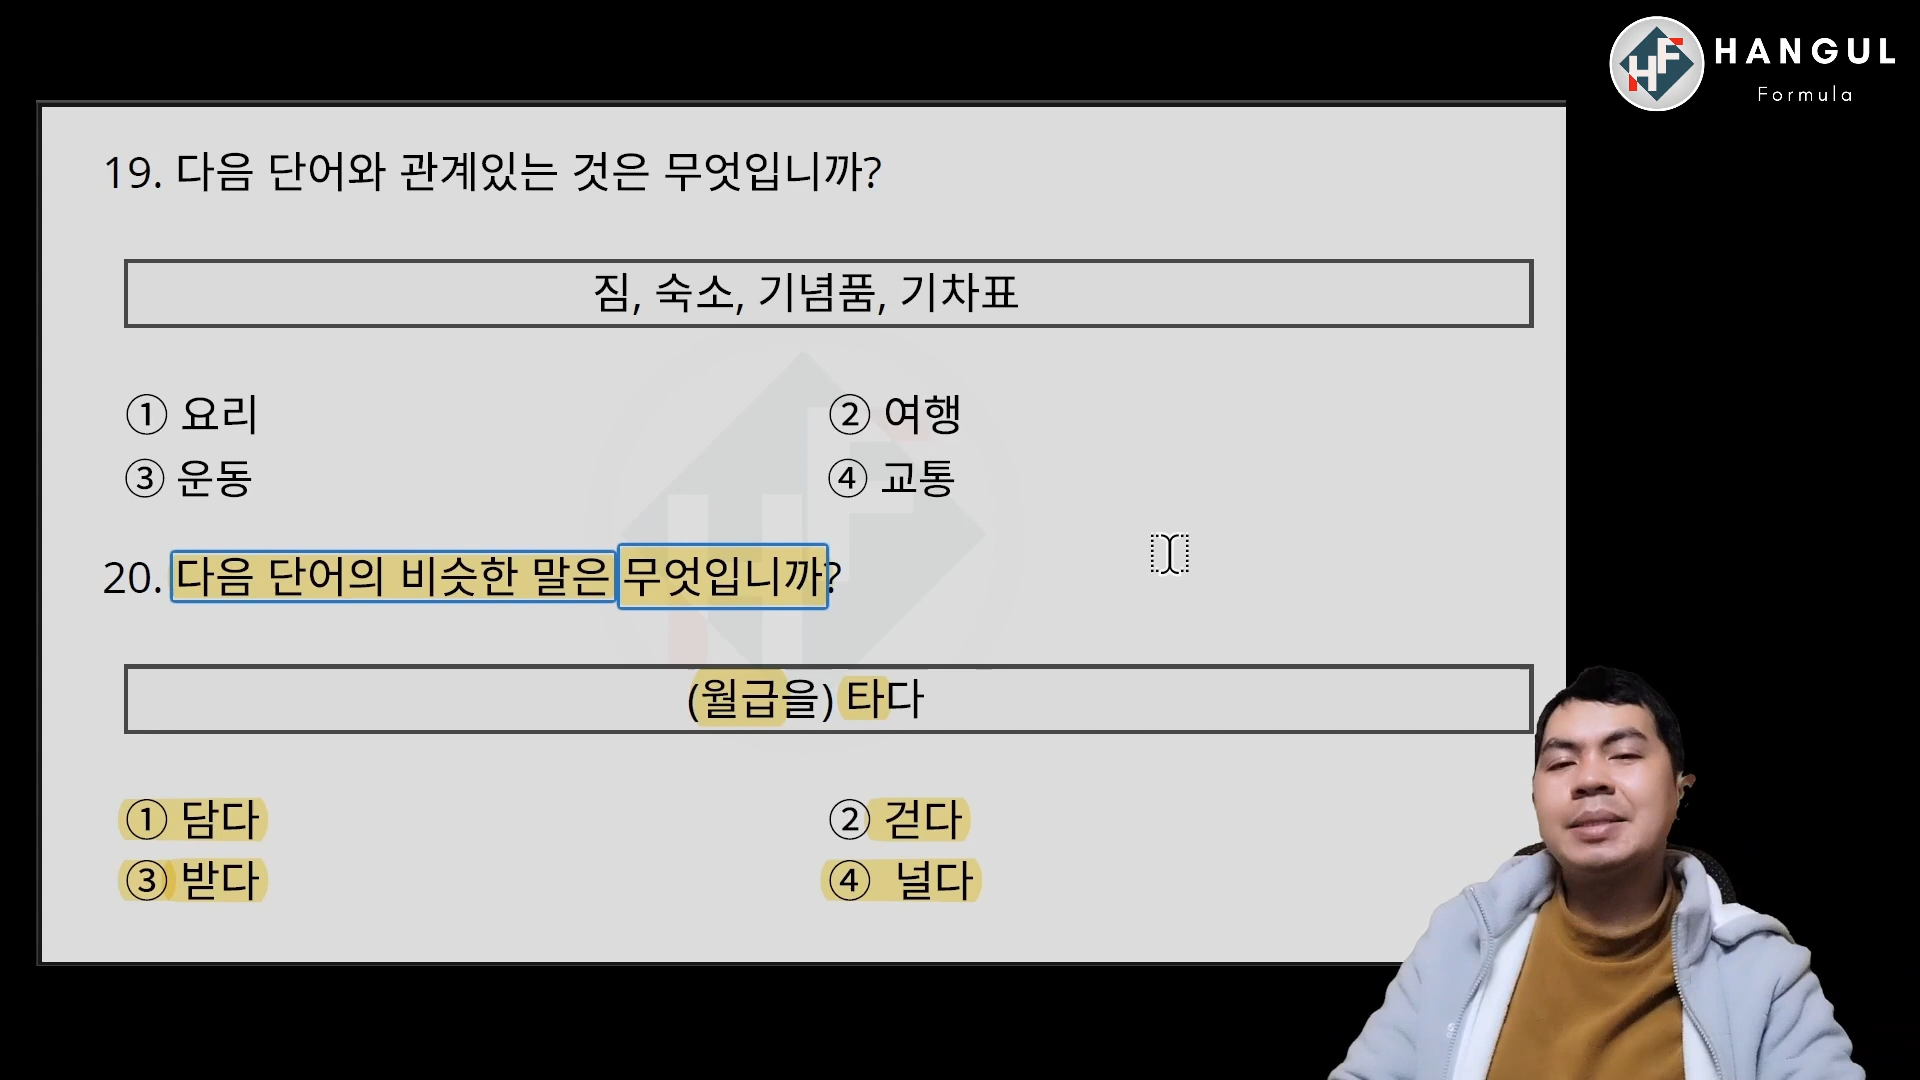 HANGUL
Formula
19. 다음 단어와 관계있는 것은 무엇입니까?
짐, 숙소, 기념품, 기차표
① 요리
② 여행
③ 운동
④ 교통
20. 다음 단어의 비슷한 말은 무엇입니까?
(월급을) 타다
① 담다
② 걷다
③ 받다
④ 널다